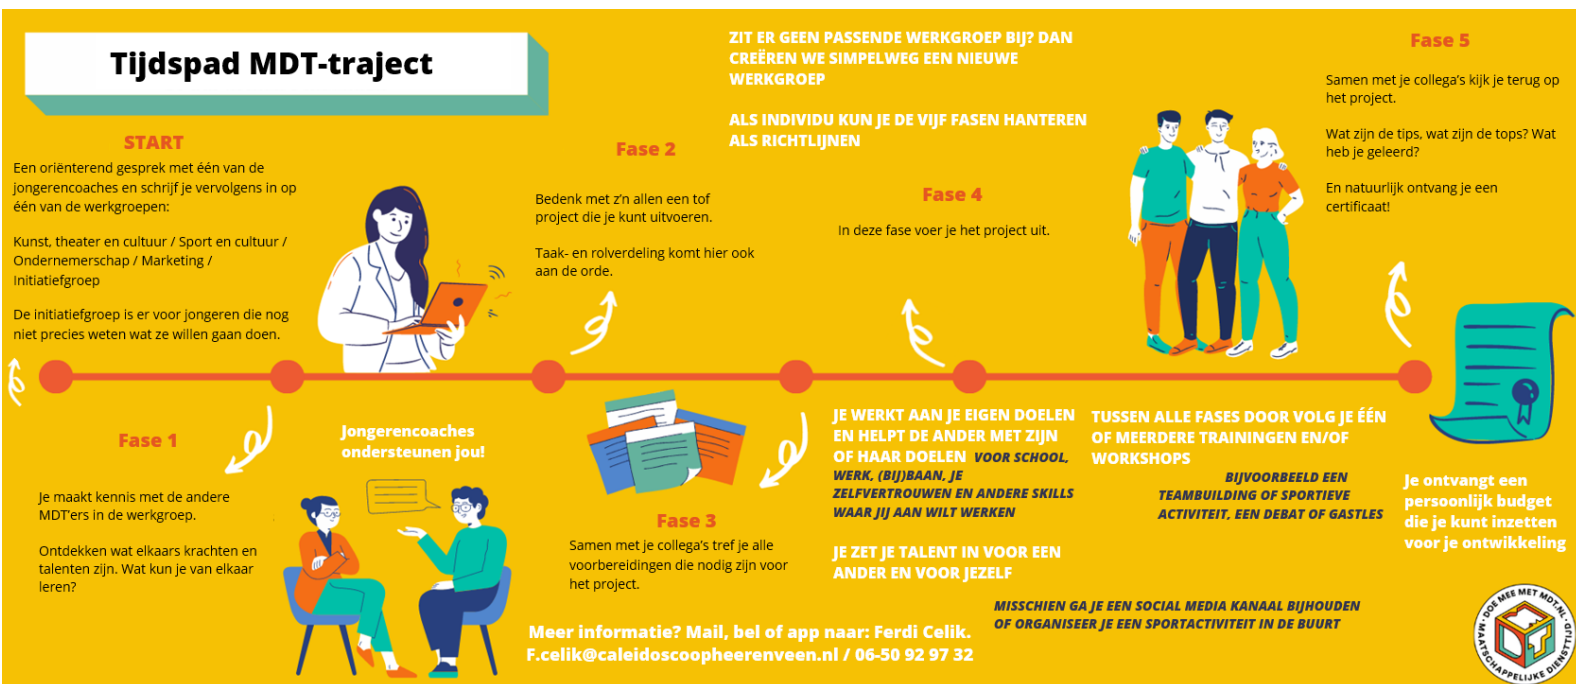 Tijdspad MDT-traject
START
Een oriënterend gesprek met één van de
jongerencoaches en schrijf je vervolgens in op
één van de werkgroepen:
Kunst, theater en cultuur / Sport en cultuur /
Ondernemerschap / Marketing /
Initiatiefgroep
De initiatiefgroep is er voor jongeren die nog
niet precies weten wat ze willen gaan doen.
Fase 1
Je maakt kennis met de andere
MDT'ers in de werkgroep.
Ontdekken wat elkaars krachten en
talenten zijn. Wat kun je van elkaar
leren?
Jongerencoaches
ondersteunen jou!
Fase 2
Bedenk met z'n allen een tof
project die je kunt uitvoeren.
Taak- en rolverdeling komt hier ook
aan de orde.
Fase 3
Samen met je collega's tref je alle
voorbereidingen die nodig zijn voor
het project.
ZIT ER GEEN PASSENDE WERKGROEP BIJ? DAN
CREËREN WE SIMPELWEG EEN NIEUWE
WERKGROEP
ALS INDIVIDU KUN JE DE VIJF FASEN HANTEREN
ALS RICHTLIJNEN
Fase 4
In deze fase voer je het project uit.
JE WERKT AAN JE EIGEN DOELEN
EN HELPT DE ANDER MET ZIJN
OF HAAR DOELEN VOOR SCHOOL,
WERK, (BIJ)BAAN, JE
ZELFVERTROUWEN EN ANDERE SKILLS
WAAR JIJ AAN WILT WERKEN
JE ZET JE TALENT IN VOOR EEN
ANDER EN VOOR JEZELF
MISSCHIEN GA JE EEN SOCIAL MEDIA KANAAL BIJHOUDEN
OF ORGANISEER JE EEN SPORTACTIVITEIT IN DE BUURT
TUSSEN ALLE FASES DOOR VOLG JE ÉÉN
OF MEERDERE TRAININGEN EN/OF
WORKSHOPS
BIJVOORBEELD EEN
TEAMBUILDING OF SPORTIEVE
ACTIVITEIT, EEN DEBAT OF GASTLES
Fase 5
Samen met je collega's kijk je terug op
het project.
Wat zijn de tips, wat zijn de tops? Wat
heb je geleerd?
En natuurlijk ontvang je een
certificaat!
Je ontvangt een
persoonlijk budget
die je kunt inzetten
voor je ontwikkeling
Meer informatie? Mail, bel of app naar: Ferdi Celik.
F.celik@caleidoscoopheerenveen.nl / 06-50 92 97 32
DOE MEE MET MDT.NL
MAATSCHAPPELIJKE DIENSTTIJD